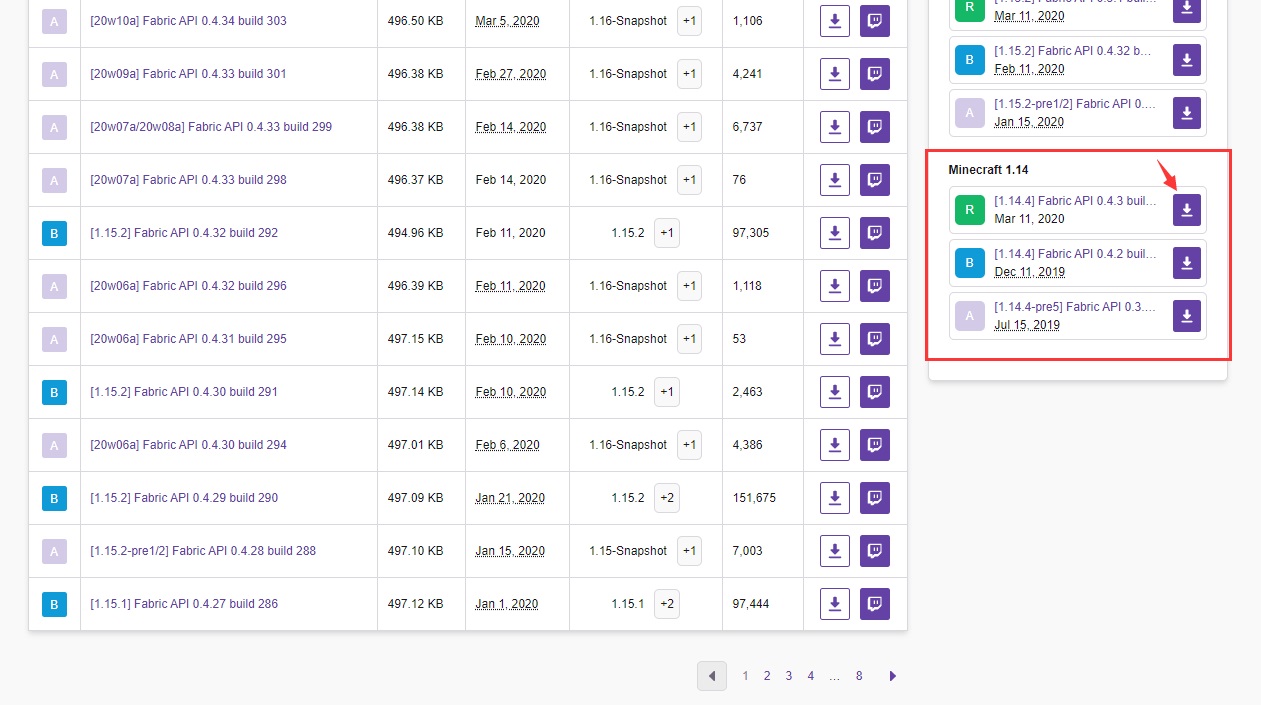 A [20w10a] Fabric API 0.4.34 build 303 496.50 KB Mar 5, 2020 1.16-Snapshot +1 1,106
A [20w09a] Fabric API 0.4.33 build 301 496.38 KB Feb 27, 2020 1.16-Snapshot +1 4,241
A [20w07a/20w08a] Fabric API 0.4.33 build 299 496.38 KB Feb 14, 2020 1.16-Snapshot +1 6,737
A [20w07a] Fabric API 0.4.33 build 298 496.37 KB Feb 14, 2020 1.16-Snapshot +1 76
B [1.15.2] Fabric API 0.4.32 build 292 494.96 KB Feb 11, 2020 1.15.2 +1 97,305
A [20w06a] Fabric API 0.4.32 build 296 496.39 KB Feb 11, 2020 1.16-Snapshot +1 1,118
A [20w06a] Fabric API 0.4.31 build 295 497.15 KB Feb 10, 2020 1.16-Snapshot +1 53
B [1.15.2] Fabric API 0.4.30 build 291 497.14 KB Feb 10, 2020 1.15.2 +1 2,463
A [20w06a] Fabric API 0.4.30 build 294 497.01 KB Feb 6, 2020 1.16-Snapshot +1 4,386
B [1.15.2] Fabric API 0.4.29 build 290 497.09 KB Jan 21, 2020 1.15.2 +2 151,675
A [1.15.2-pre1/2] Fabric API 0.4.28 build 288 497.10 KB Jan 15, 2020 1.15-Snapshot +1 7,003
B [1.15.1] Fabric API 0.4.27 build 286 497.12 KB Jan 1, 2020 1.15.1 +2 97,444
1 2 3 4 ... 8
R
Mar 11, 2020
B [1.15.2] Fabric API 0.4.32 b...
Feb 11, 2020
A [1.15.2-pre1/2] Fabric API 0....
Jan 15, 2020
Minecraft 1.14
R [1.14.4] Fabric API 0.4.3 buil...
Mar 11, 2020
B [1.14.4] Fabric API 0.4.2 buil...
Dec 11, 2019
A [1.14.4-pre5] Fabric API 0.3....
Jul 15, 2019